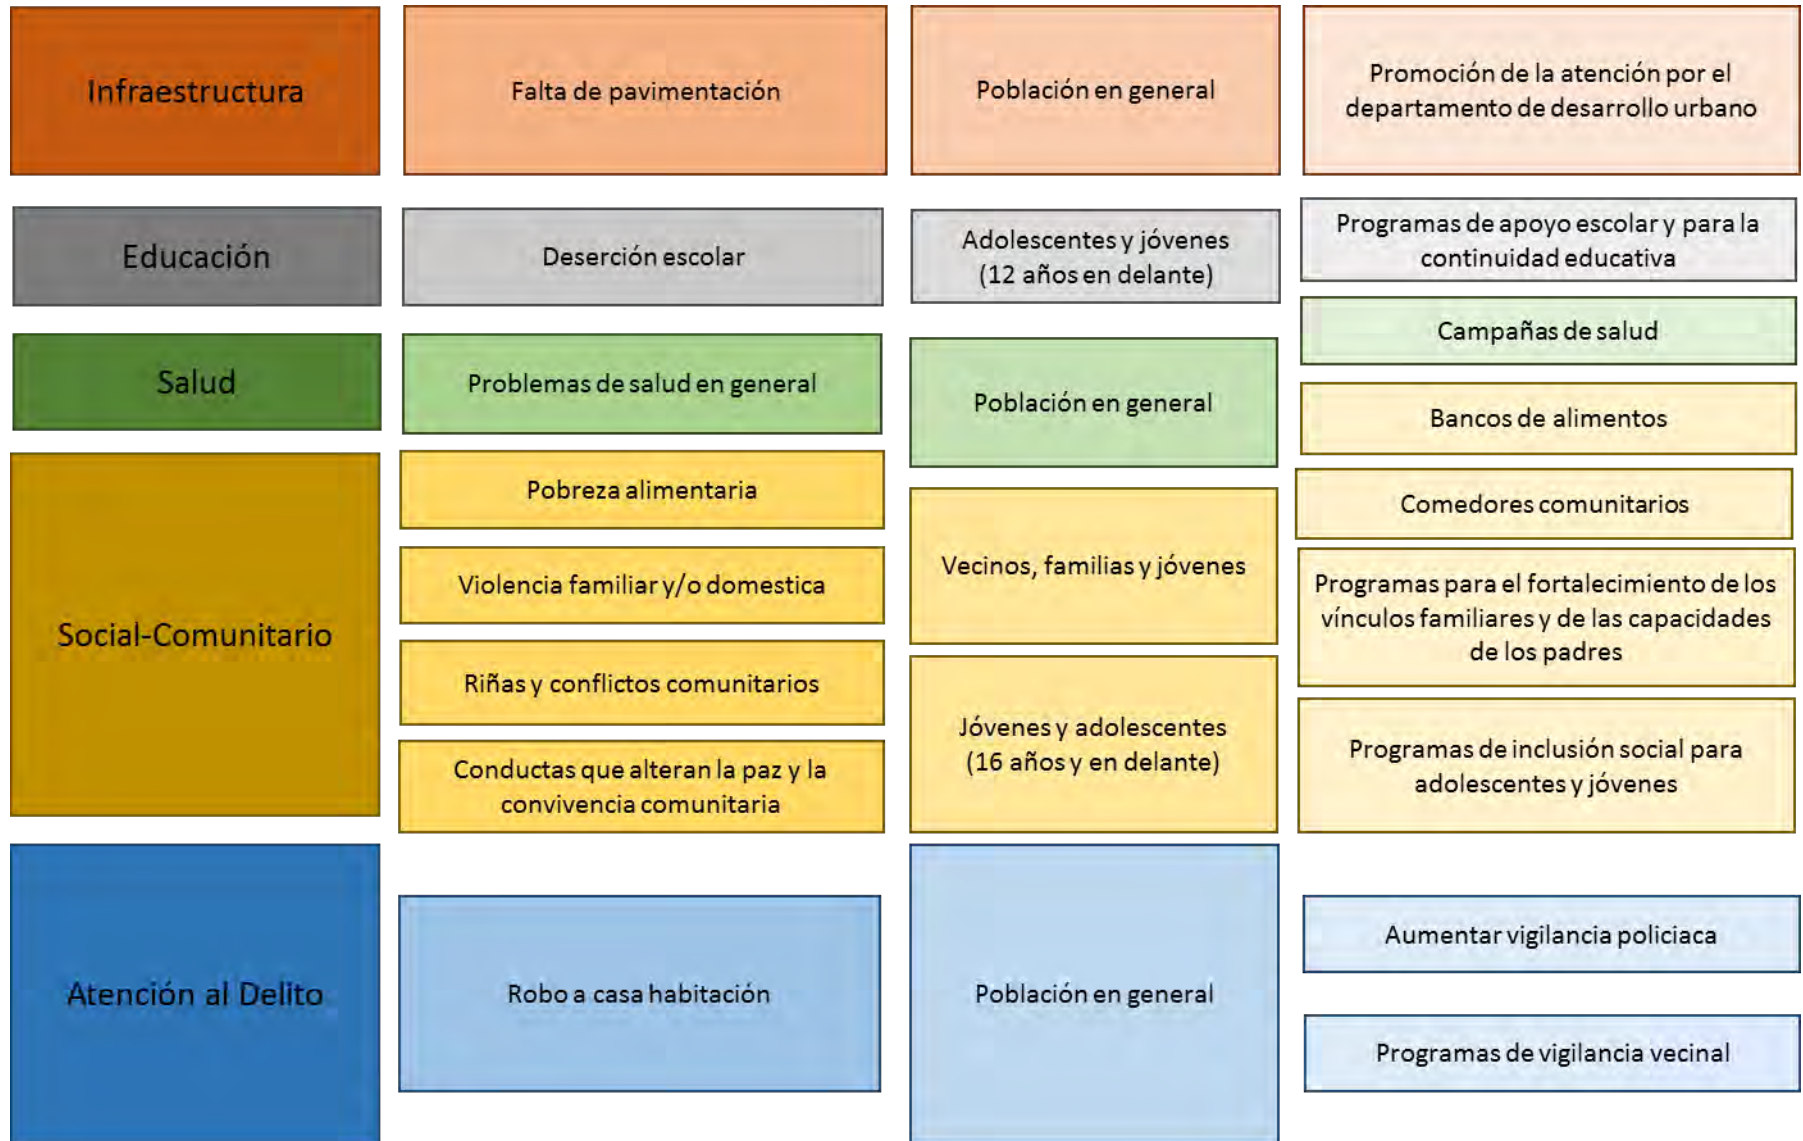 Infraestructura
Falta de pavimentación
Población en general
Promoción de la atención por el
departamento de desarrollo urbano
Educación
Deserción escolar
Adolescentes y jóvenes
(12 años en delante)
Programas de apoyo escolar y para la
continuidad educativa
Salud
Problemas de salud en general
Población en general
Campañas de salud
Bancos de alimentos
Social-Comunitario
Pobreza alimentaria
Violencia familiar y/o domestica
Riñas y conflictos comunitarios
Conductas que alteran la paz y la
convivencia comunitaria
Vecinos, familias y jóvenes
Jóvenes y adolescentes
(16 años y en delante)
Comedores comunitarios
Programas para el fortalecimiento de los
vínculos familiares y de las capacidades
de los padres
Programas de inclusión social para
adolescentes y jóvenes
Atención al Delito
Robo a casa habitación
Población en general
Aumentar vigilancia policiaca
Programas de vigilancia vecinal